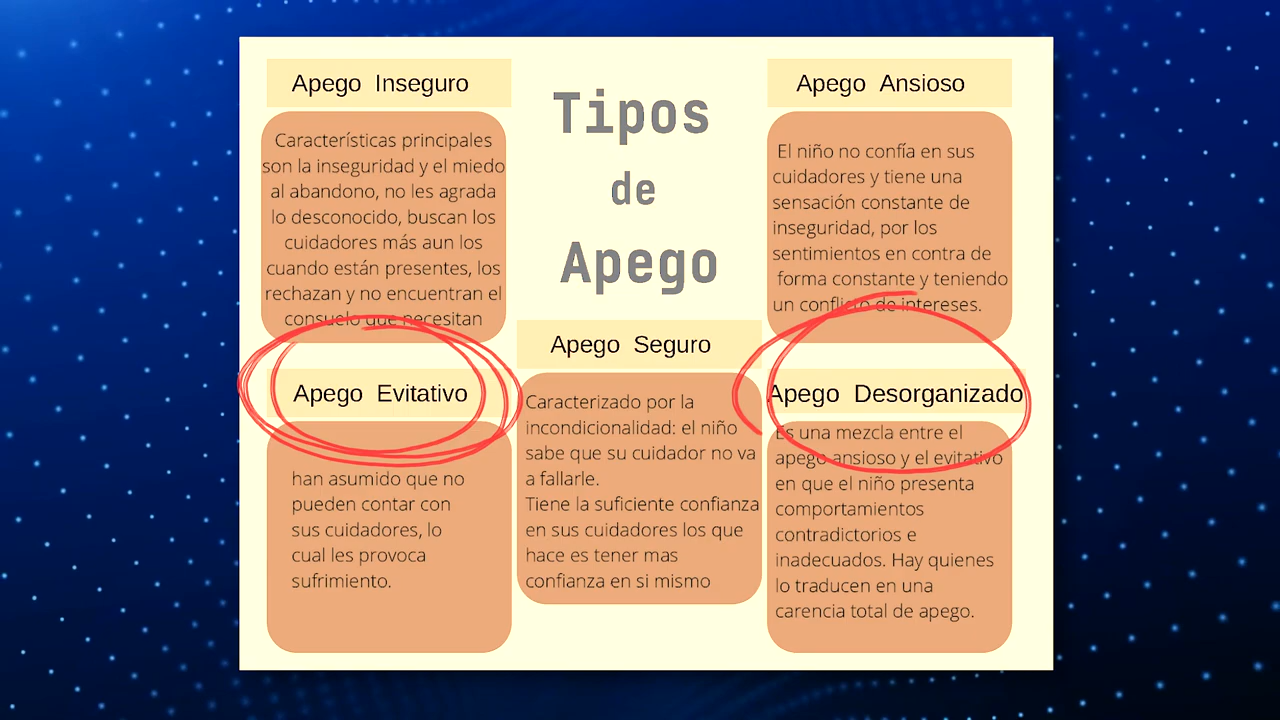 Tipos
de
Apego
Apego Inseguro
Características principales
son la inseguridad y el miedo
al abandono, no les agrada
lo desconocido, buscan los
cuidadores más aun los
cuando están presentes, los
rechazan y no encuentran el
consuelo que necesitan
Apego Ansioso
El niño no confía en sus
cuidadores y tiene una
sensación constante de
inseguridad, por los
sentimientos en contra de
forma constante y teniendo
un conflicto de intereses.
Apego Seguro
Caracterizado por la
incondicionalidad: el niño
sabe que su cuidador no va
a fallarle.
Tiene la suficiente confianza
en sus cuidadores los que
hace es tener mas
confianza en si mismo
Apego Evitativo
han asumido que no
pueden contar con
sus cuidadores, lo
cual les provoca
sufrimiento.
Apego Desorganizado
Es una mezcla entre el
apego ansioso y el evitativo
en que el niño presenta
comportamientos
contradictorios e
inadecuados. Hay quienes
lo traducen en una
carencia total de apego.